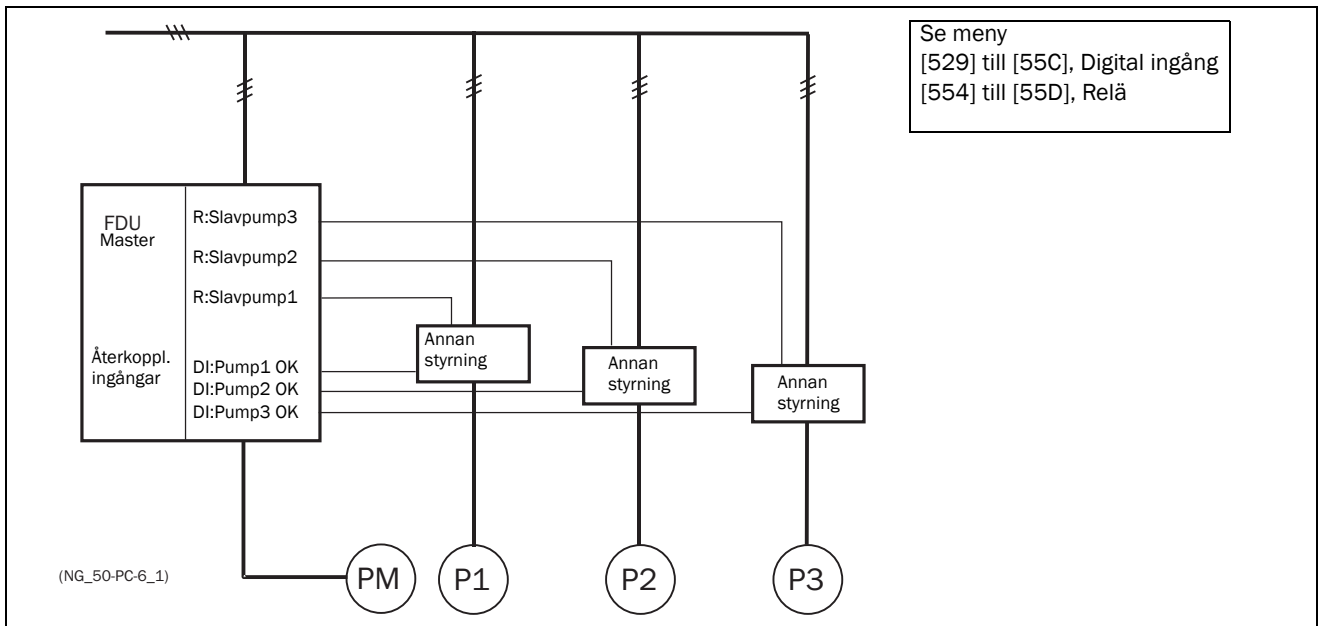 Se meny
[529] till [55C], Digital ingång
[554] till [55D], Relä
FDU
Master
R:Slavpump3
R:Slavpump2
R:Slavpump1
Återkoppl.
ingångar
DI:Pump1 OK
DI:Pump2 OK
DI:Pump3 OK
Annan
styrning
Annan
styrning
Annan
styrning
(NG_50-PC-6_1)
PM
P1
P2
P3